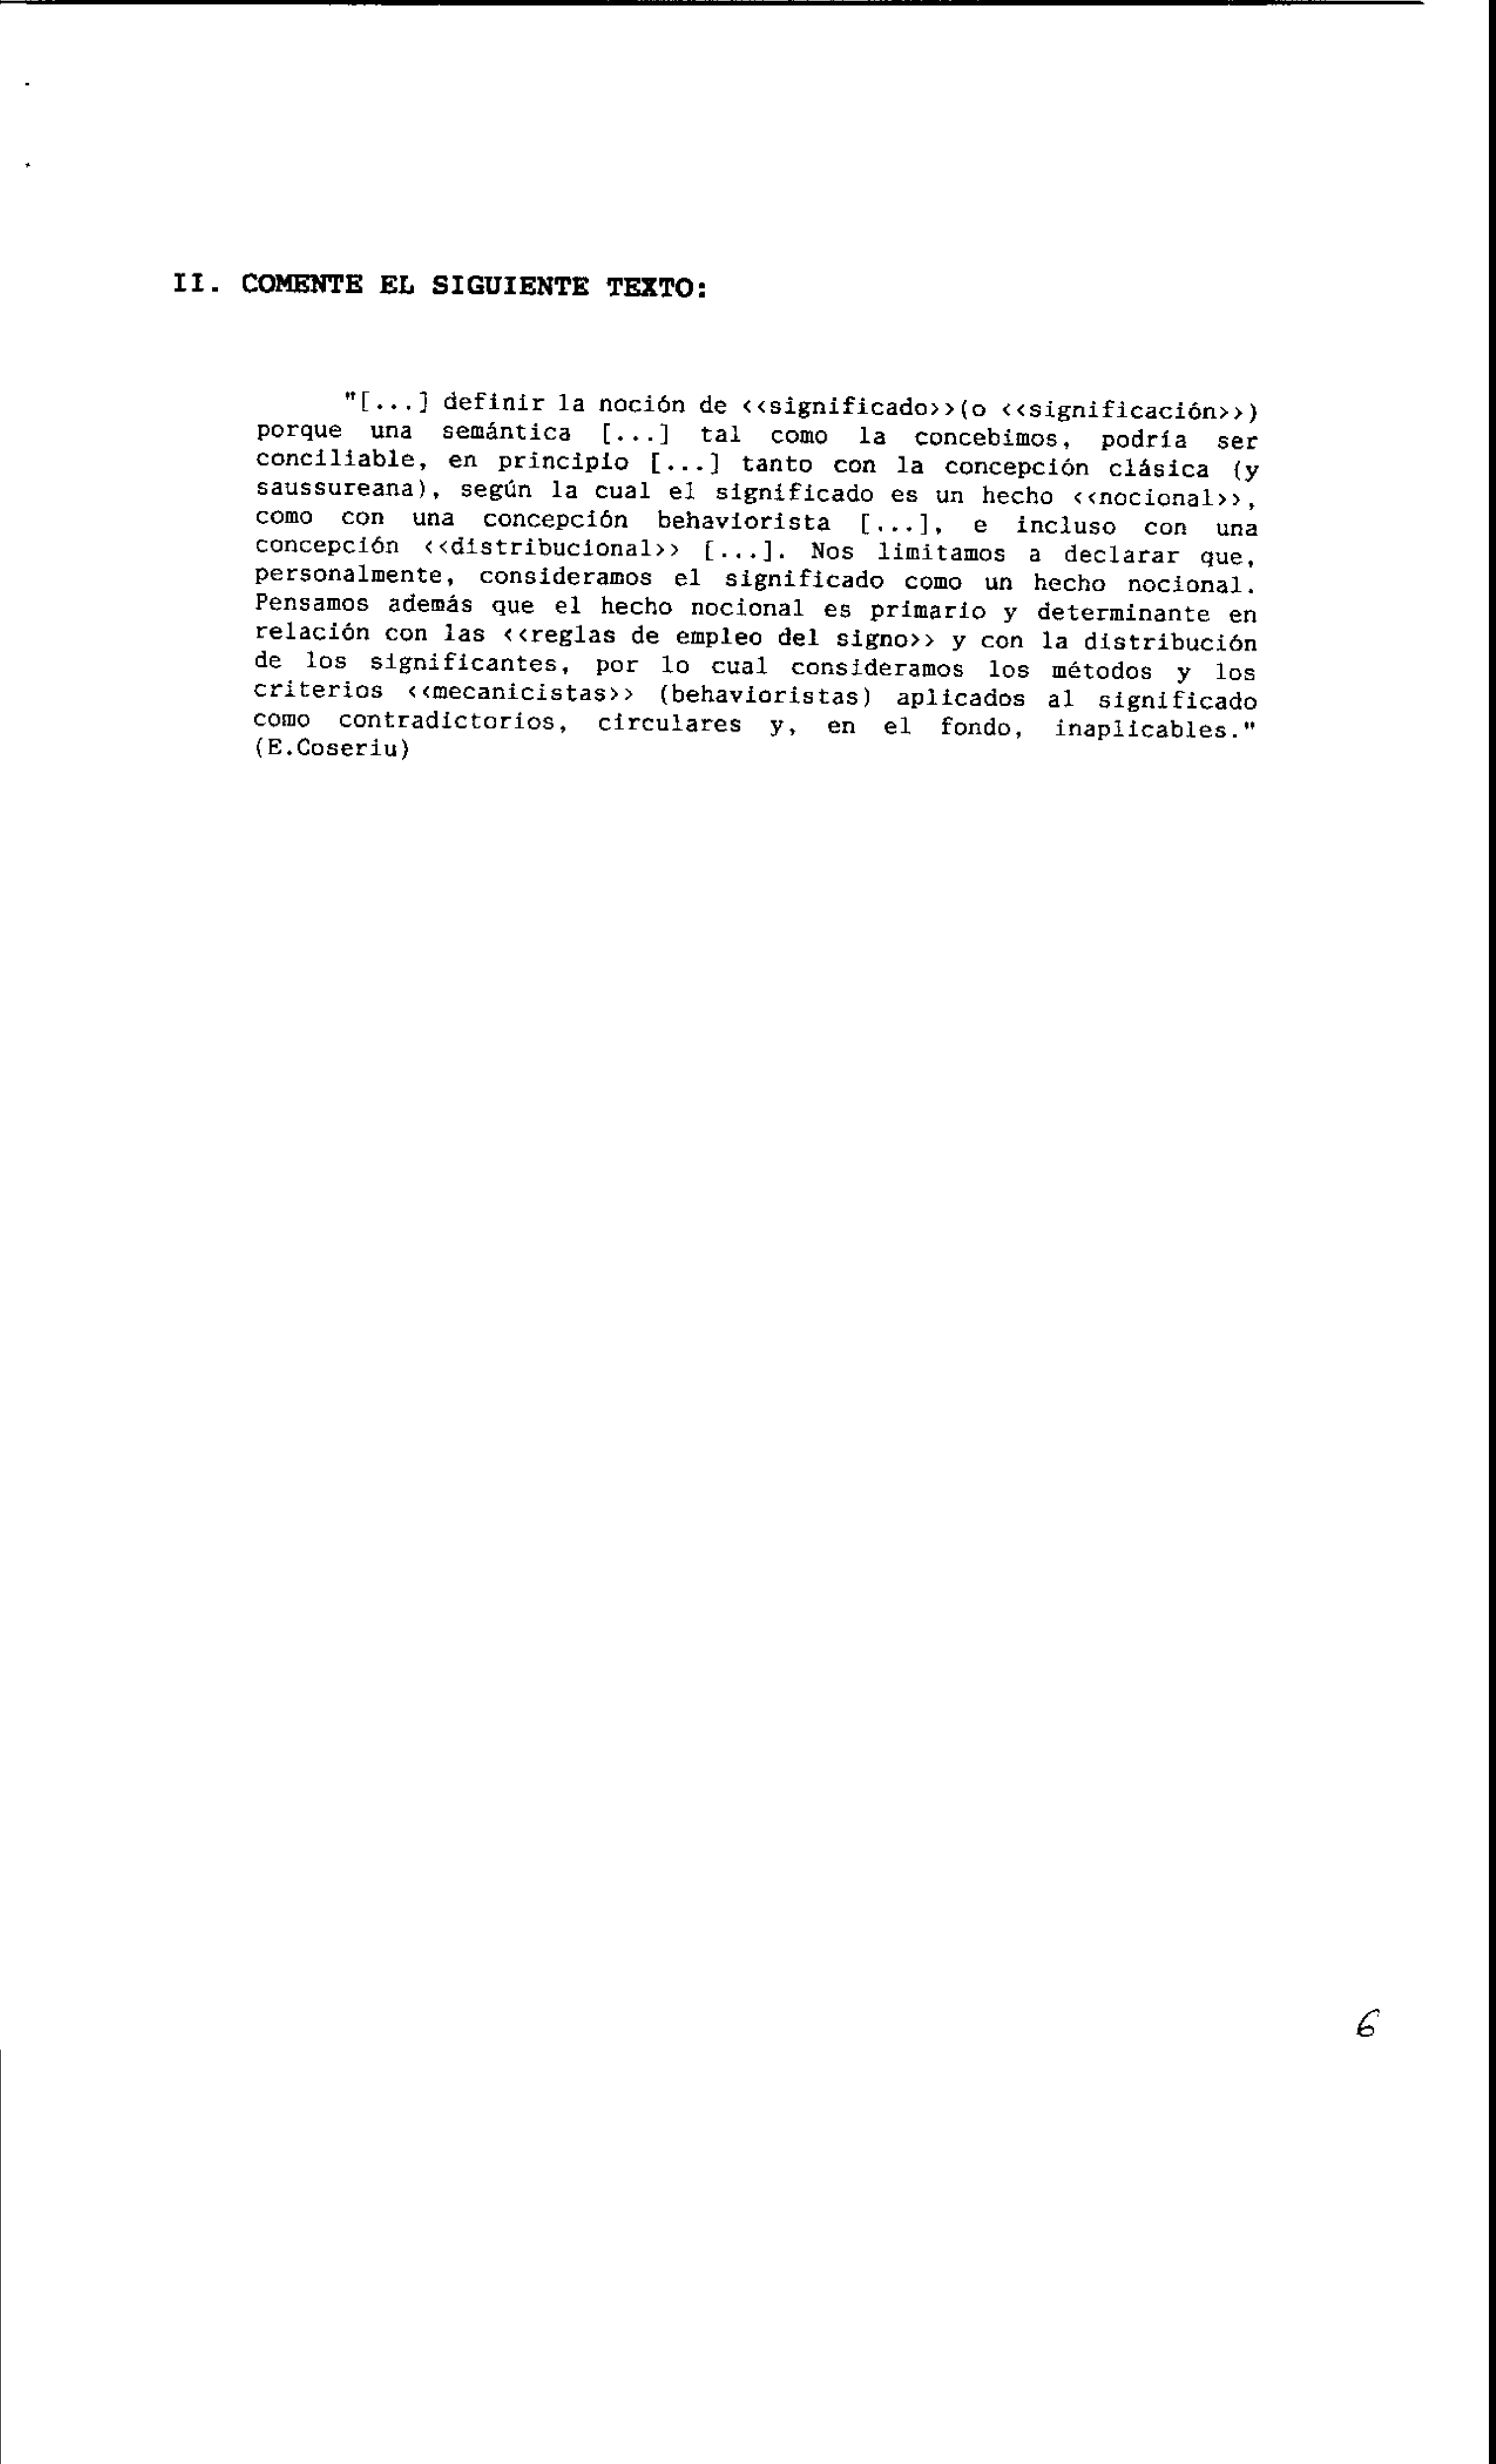 II. COMENTE EL SIGUIENTE TEXTO:
"[...] definir la noción de <<significado>>(o <<significación>>)
porque una semántica [...] tal como la concebimos, podría ser
conciliable, en principio [...] tanto con la concepción clásica (y
saussureana), según la cual el significado es un hecho <<nocional>>,
como con una concepción behaviorista [...], e incluso con una
concepción <<distribucional>> [...]. Nos limitamos a declarar que,
personalmente, consideramos el significado como un hecho nocional.
Pensamos además que el hecho nocional es primario y determinante en
relación con las <<reglas de empleo del signo>> y con la distribución
de los significantes, por lo cual consideramos los métodos y los
criterios <<mecanicistas>> (behavioristas) aplicados al significado
como contradictorios, circulares y, en el fondo, inaplicables."
(E.Coseriu)
6